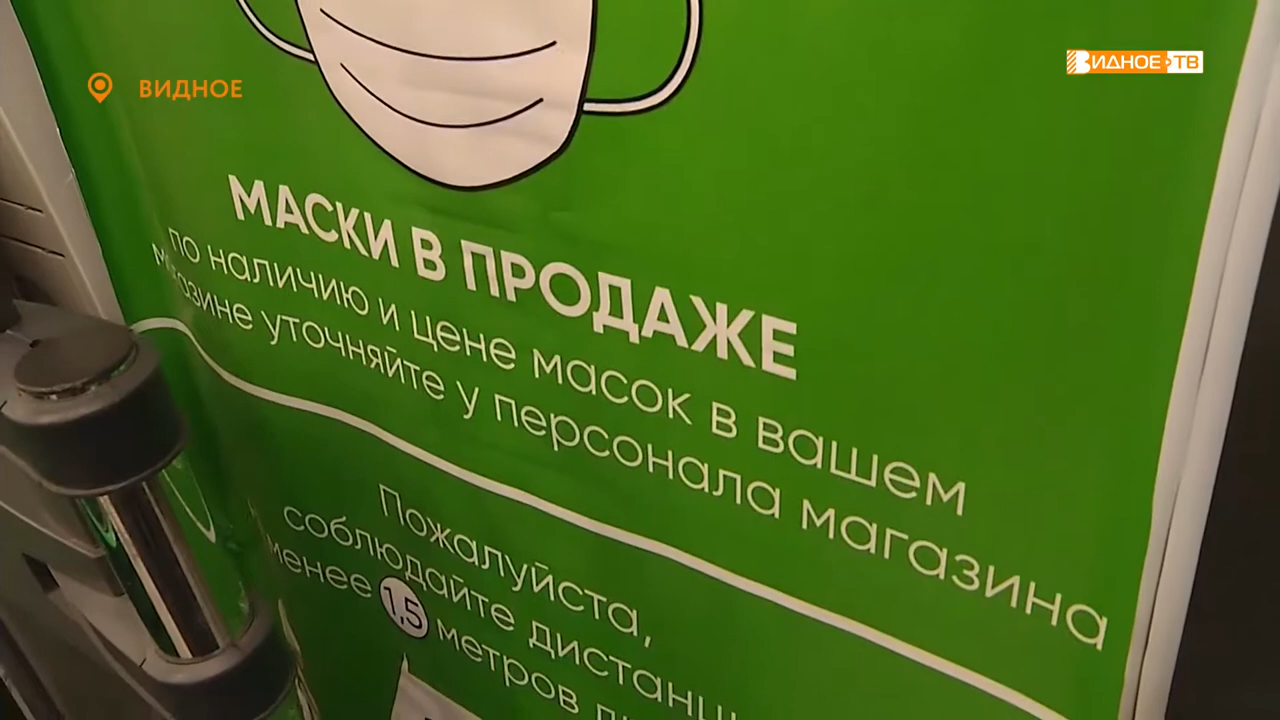 ВИДНОЕ
ВИДНОЕ ТВ
МАСКИ В ПРОДАЖЕ
по наличию и цене масок в вашем
магазине уточняйте у персонала магазина
Пожалуйста,
соблюдайте дистанц
менее 1,5 метров